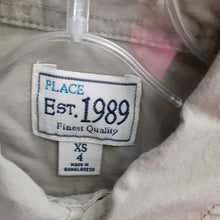 PLACE
EST. 1989
Finest Quality
XS
4
MADE IN
BANGLADESH